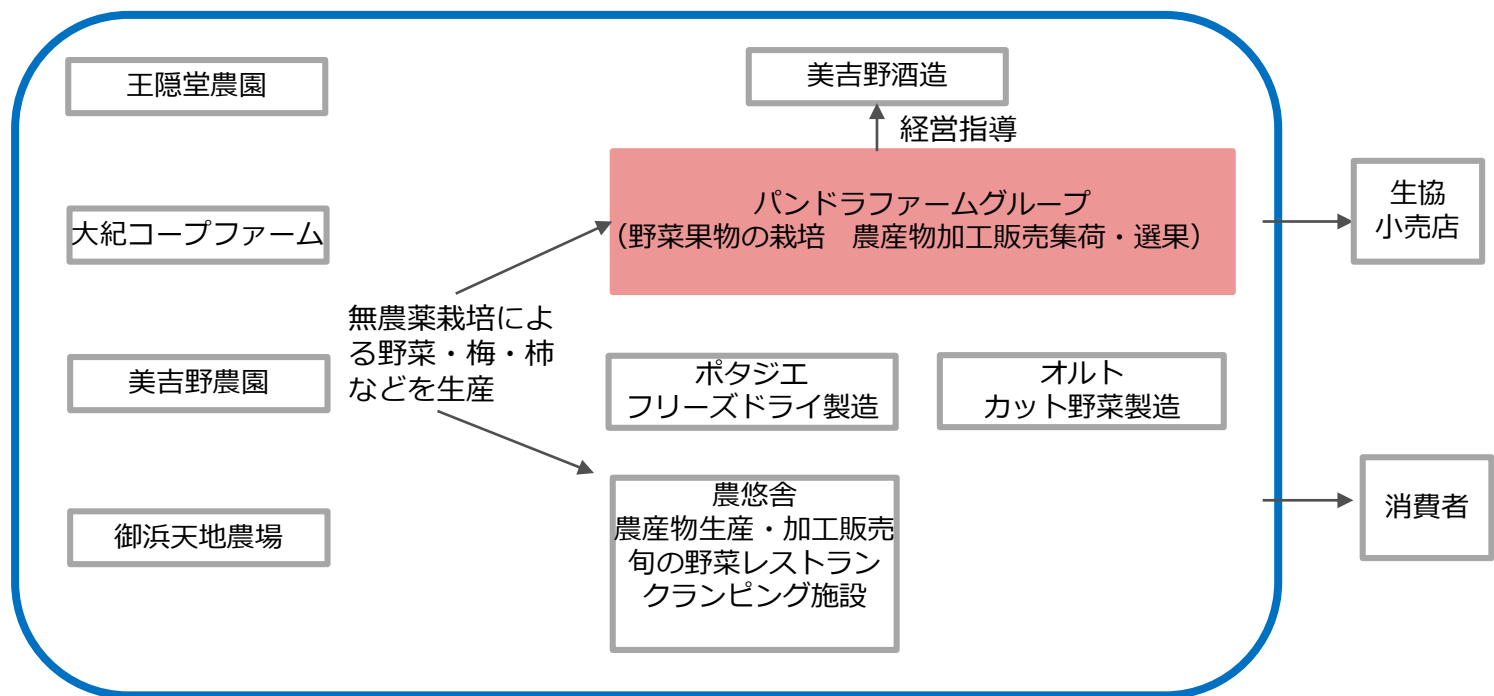 王隠堂農園
大紀コープファーム
美吉野農園
御浜天地農場
無農薬栽培によ
る野菜・梅・柿
などを生産
美吉野酒造
経営指導
パンドラファームグループ
（野菜果物の栽培　農産物加工販売集荷・選果）
ポタジエ
フリーズドライ製造
オルト
カット野菜製造
農悠舎
農産物生産・加工販売
旬の野菜レストラン
クランピング施設
生協
小売店
消費者